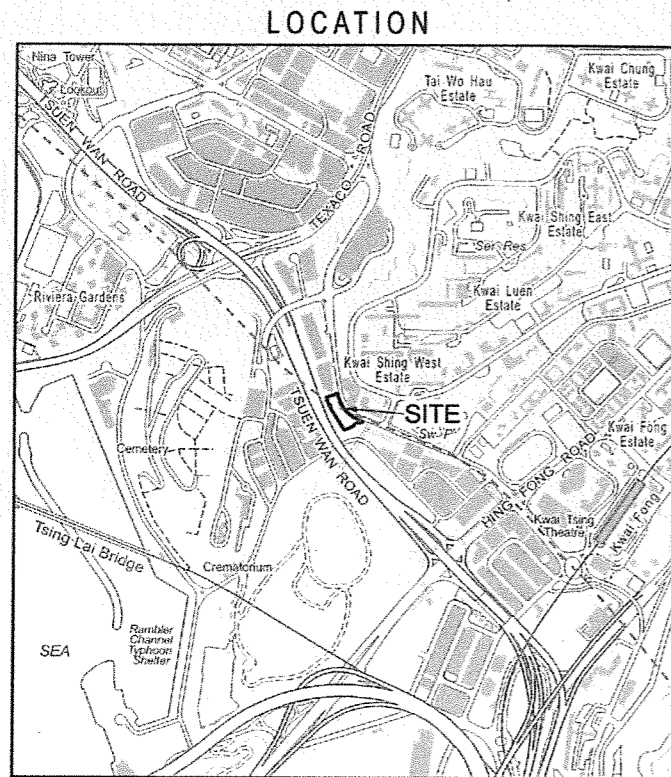 LOCATION
Nina Tower
Lookout
TSUEN WAN ROAD
TEXACO ROAD
Tai Wo Hau
Estate
Kwai Chung
Estate
Kwai Shing East
Estate
Ser Res
Kwai Luen
Estate
Riviera Gardens
Kwai Shing West
Estate
SITE
Sw P
TSUEN WAN ROAD
Kwai Fong
Estate
HING FONG ROAD
Kwai Fong
Kwai Tsing
Theatre
Cemetery
Tsing Lai Bridge
Crematorium
SEA
Rambler
Channel
Typhoon
Shelter